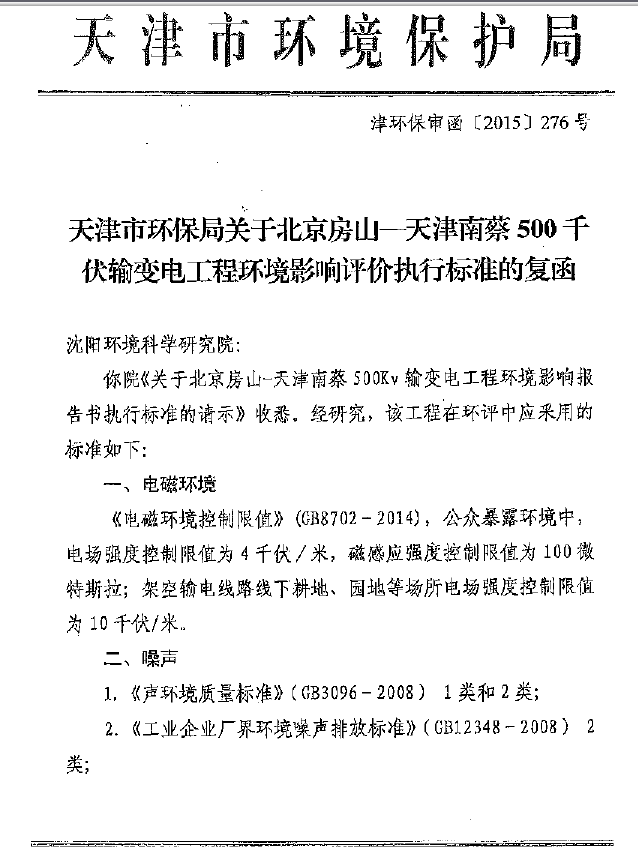 天津市环境保护局
津环保审函〔2015〕276号
天津市环保局关于北京房山—天津南蔡500千
伏输变电工程环境影响评价执行标准的复函
沈阳环境科学研究院:
你院《关于北京房山-天津南蔡500Kv输变电工程环境影响报
告书执行标准的请示》收悉。经研究，该工程在环评中应采用的
标准如下:
一、电磁环境
《电磁环境控制限值》(GB8702-2014)，公众暴露环境中，
电场强度控制限值为4千伏/米，磁感应强度控制限值为100微
特斯拉；架空输电线路线下耕地、园地等场所电场强度控制限值
为10千伏/米。
二、噪声
1.《声环境质量标准》(GB3096-2008) 1类和2类;
2.《工业企业厂界环境噪声排放标准》(GB12348-2008) 2
类;